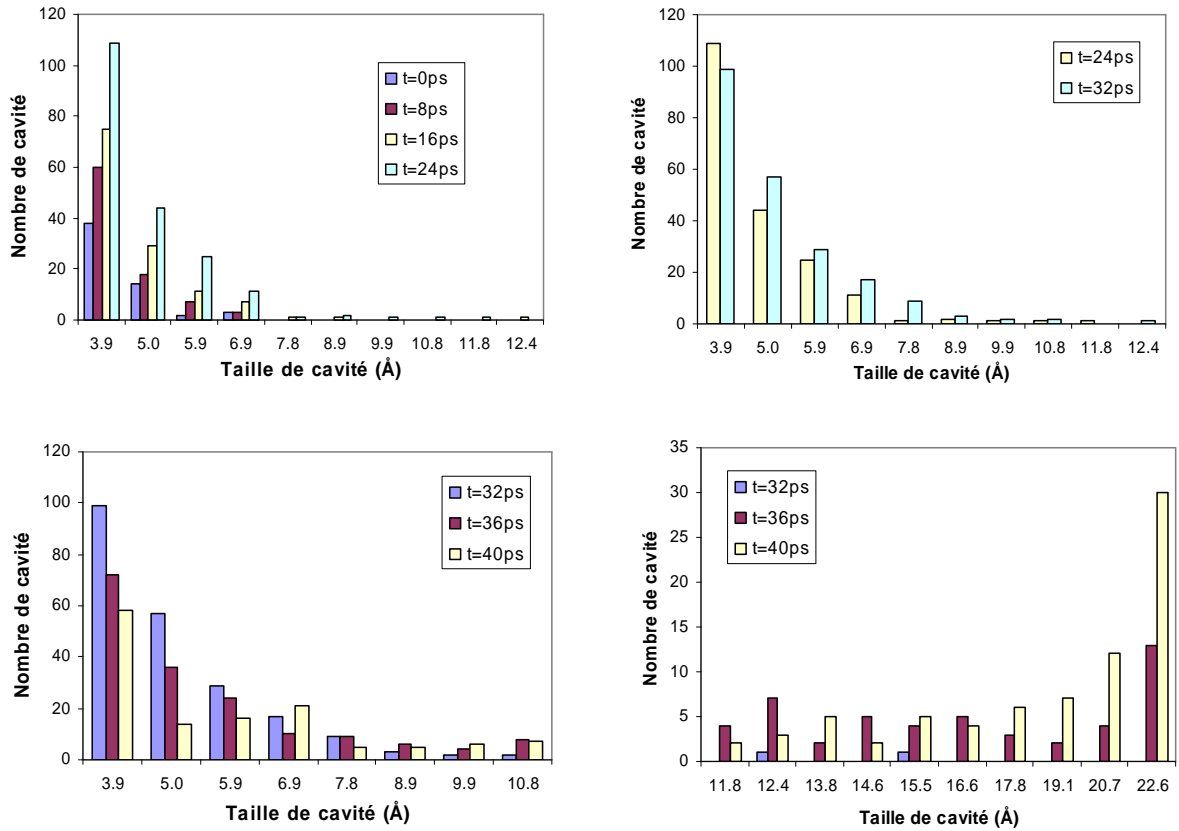 120
100
80
60
40
20
0
Nombre de cavité
t=0ps
t=8ps
t=16ps
t=24ps
3.9 5.0 5.9 6.9 7.8 8.9 9.9 10.8 11.8 12.4
Taille de cavité (Å)
120
100
80
60
40
20
0
Nombre de cavité
t=24ps
t=32ps
3.9 5.0 5.9 6.9 7.8 8.9 9.9 10.8 11.8 12.4
Taille de cavité (Å)
120
100
80
60
40
20
0
Nombre de cavité
t=32ps
t=36ps
t=40ps
3.9 5.0 5.9 6.9 7.8 8.9 9.9 10.8
Taille de cavité (Å)
35
30
25
20
15
10
5
0
Nombre de cavité
t=32ps
t=36ps
t=40ps
11.8 12.4 13.8 14.6 15.5 16.6 17.8 19.1 20.7 22.6
Taille de cavité (Å)